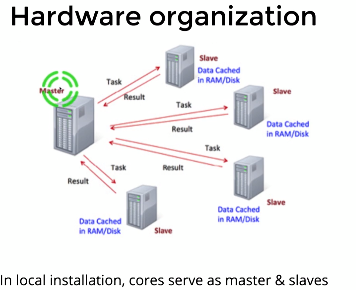 Hardware organization
Slave
Data Cached
in RAM/Disk
Master
Task
Result
Slave
Task
Data Cached
in RAM/Disk
Result
Task
Task
Result
Result
Slave
Data Cached
in RAM/Disk
Data Cached
in RAM/Disk
Slave
In local installation, cores serve as master & slaves